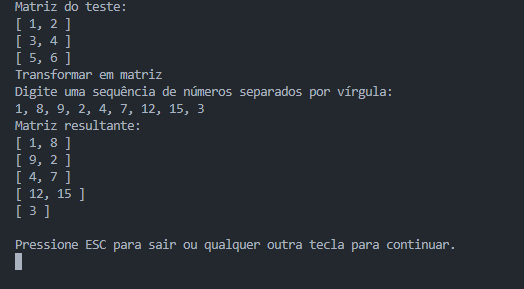 Matriz do teste:
[ 1, 2 ]
[ 3, 4 ]
[ 5, 6 ]
Transformar em matriz
Digite uma sequência de números separados por vírgula:
1, 8, 9, 2, 4, 7, 12, 15, 3
Matriz resultante:
[ 1, 8 ]
[ 9, 2 ]
[ 4, 7 ]
[ 12, 15 ]
[ 3 ]
Pressione ESC para sair ou qualquer outra tecla para continuar.